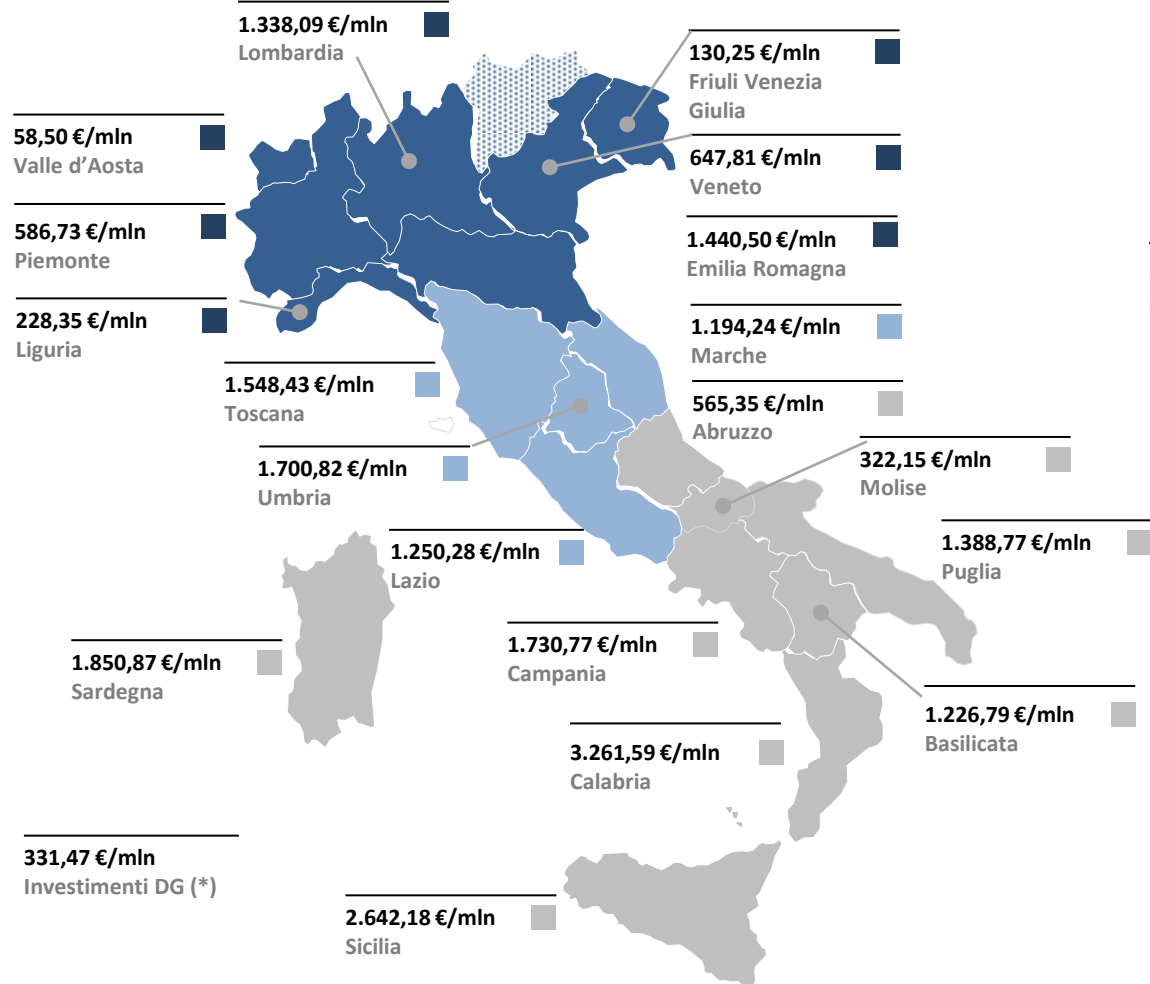 1.338,09 €/mln
Lombardia
130,25 €/mln
Friuli Venezia
Giulia
58,50 €/mln
Valle d’Aosta
647,81 €/mln
Veneto
586,73 €/mln
Piemonte
1.440,50 €/mln
Emilia Romagna
228,35 €/mln
Liguria
1.194,24 €/mln
Marche
1.548,43 €/mln
Toscana
565,35 €/mln
Abruzzo
1.700,82 €/mln
Umbria
322,15 €/mln
Molise
1.250,28 €/mln
Lazio
1.388,77 €/mln
Puglia
1.850,87 €/mln
Sardegna
1.730,77 €/mln
Campania
1.226,79 €/mln
Basilicata
3.261,59 €/mln
Calabria
331,47 €/mln
Investimenti DG (*)
2.642,18 €/mln
Sicilia